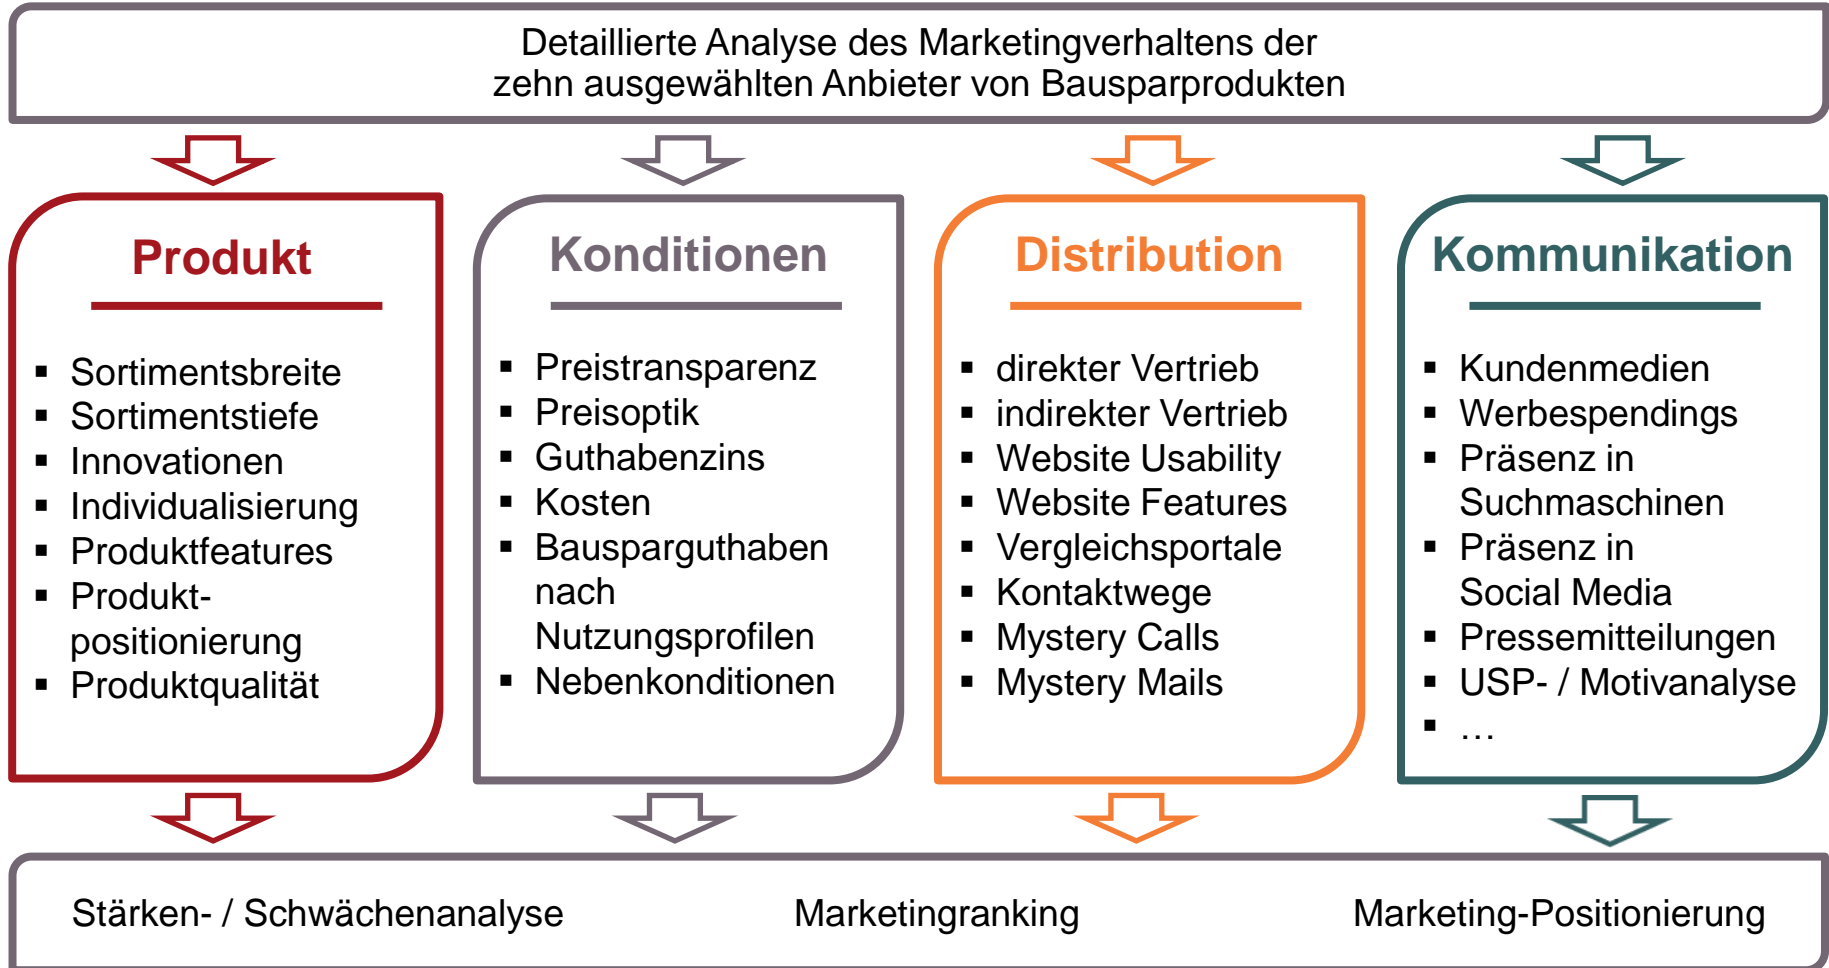 Detaillierte Analyse des Marketingverhaltens der
zehn ausgewählten Anbieter von Bausparprodukten
Produkt
▪ Sortimentsbreite
▪ Sortimentstiefe
▪ Innovationen
▪ Individualisierung
▪ Produktfeatures
▪ Produkt-
positionierung
▪ Produktqualität
Konditionen
▪ Preistransparenz
▪ Preisoptik
▪ Guthabenzins
▪ Kosten
▪ Bausparguthaben
nach
Nutzungsprofilen
▪ Nebenkonditionen
Distribution
▪ direkter Vertrieb
▪ indirekter Vertrieb
▪ Website Usability
▪ Website Features
▪ Vergleichsportale
▪ Kontaktwege
▪ Mystery Calls
▪ Mystery Mails
Kommunikation
▪ Kundenmedien
▪ Werbespendings
▪ Präsenz in
Suchmaschinen
▪ Präsenz in
Social Media
▪ Pressemitteilungen
▪ USP- / Motivanalyse
▪ …
Stärken- / Schwächenanalyse
Marketingranking
Marketing-Positionierung